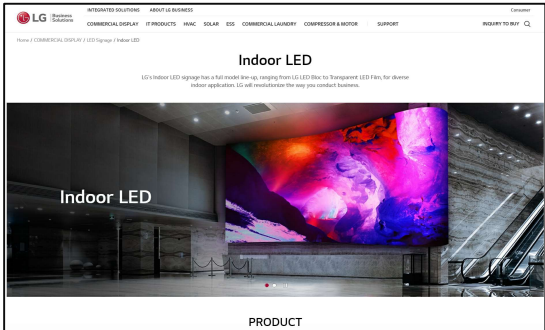 INTEGRATED SOLUTIONS ABOUT LG BUSINESS Consumer
LG Business Solutions
COMMERCIAL DISPLAY IT PRODUCTS HVAC SOLAR ESS COMMERCIAL LAUNDRY COMPRESSOR & MOTOR SUPPORT INQUIRY TO BUY
Home / COMMERCIAL DISPLAY / LED Signage / Indoor LED
Indoor LED
LG's Indoor LED signage has a full model line-up, ranging from LG LED Bloc to Transparent LED Film, for diverse
indoor application. LG will revolutionize the way you conduct business.
Indoor LED
PRODUCT